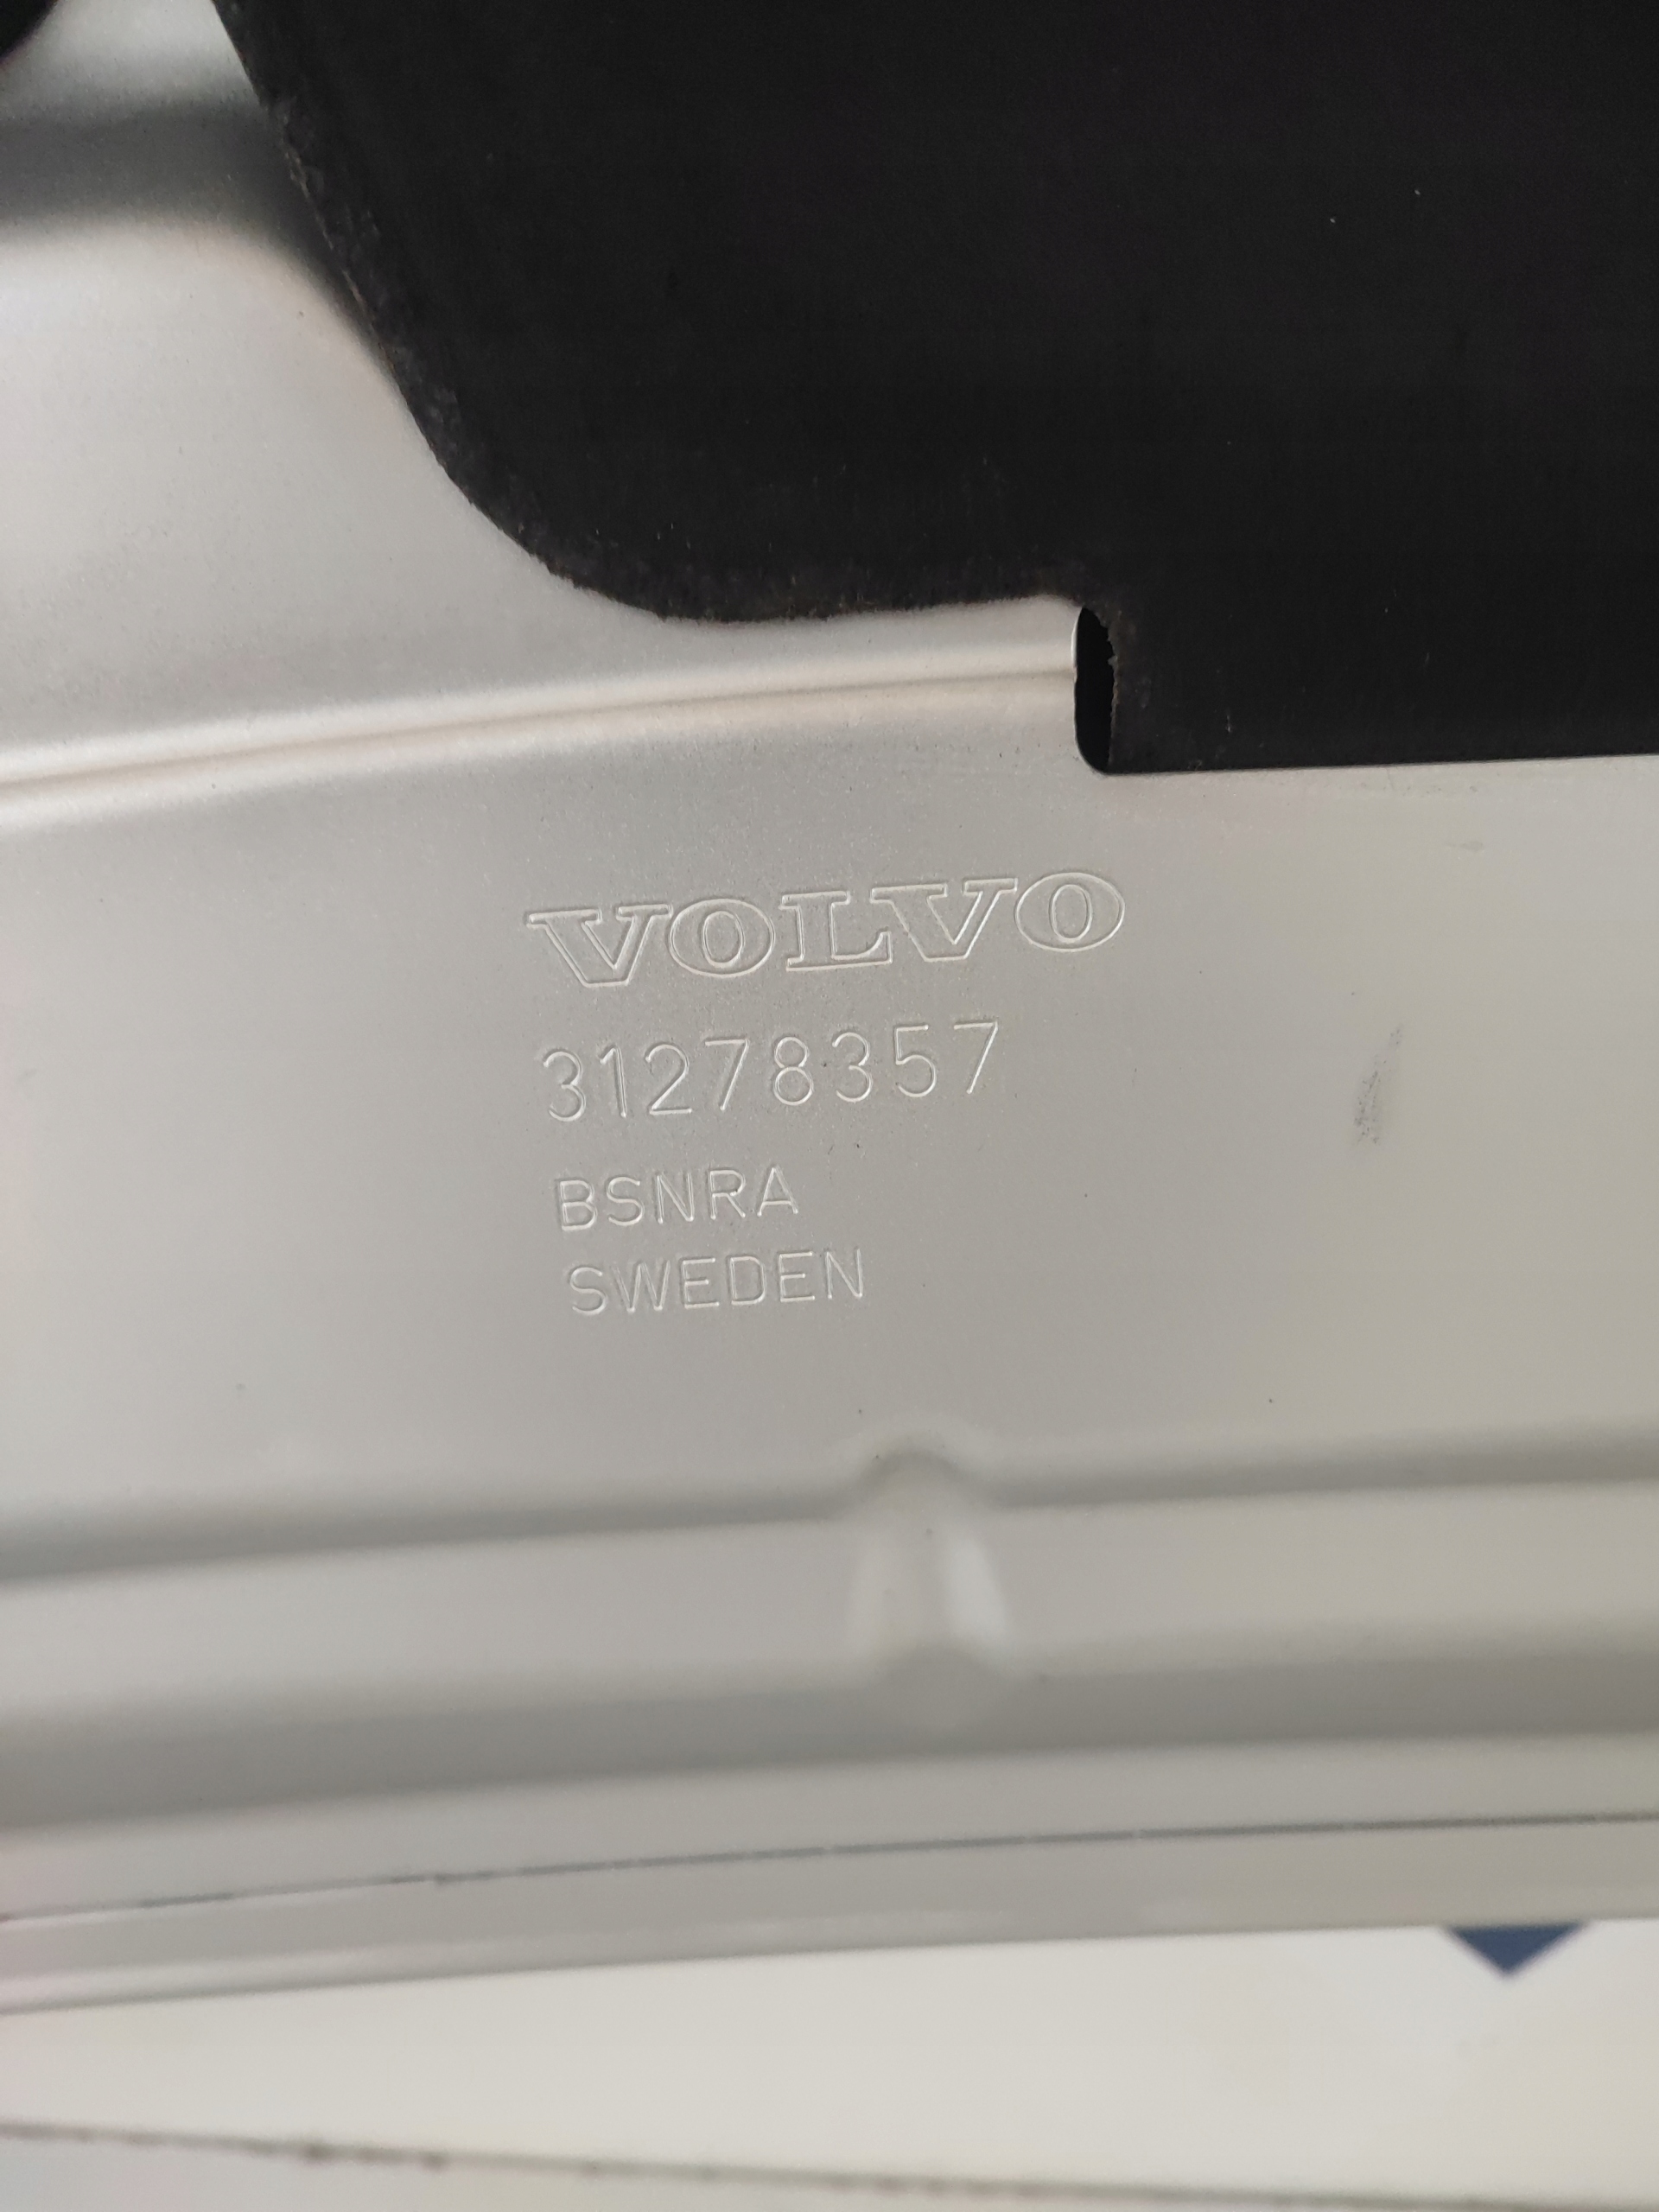 VOLVO
31278357
BSNRA
SWEDEN